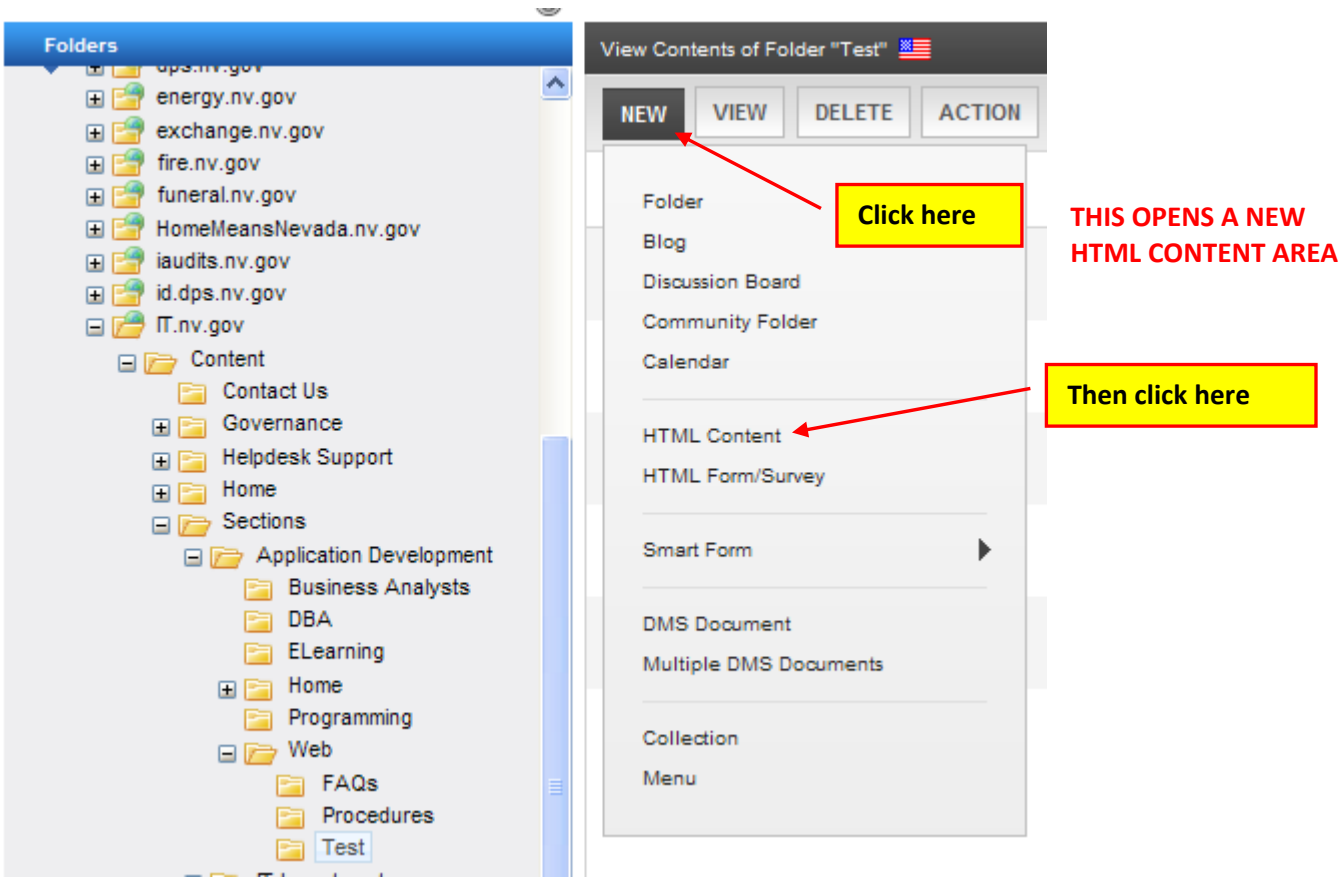 Folders
dps.nv.gov
energy.nv.gov
exchange.nv.gov
fire.nv.gov
funeral.nv.gov
HomeMeansNevada.nv.gov
iaudits.nv.gov
id.dps.nv.gov
IT.nv.gov
Content
Contact Us
Governance
Helpdesk Support
Home
Sections
Application Development
Business Analysts
DBA
ELearning
Home
Programming
Web
FAQs
Procedures
Test
View Contents of Folder "Test"
NEW VIEW DELETE ACTION
Folder
Blog
Discussion Board
Community Folder
Calendar
HTML Content
HTML Form/Survey
Smart Form
DMS Document
Multiple DMS Documents
Collection
Menu
Click here
THIS OPENS A NEW
HTML CONTENT AREA
Then click here